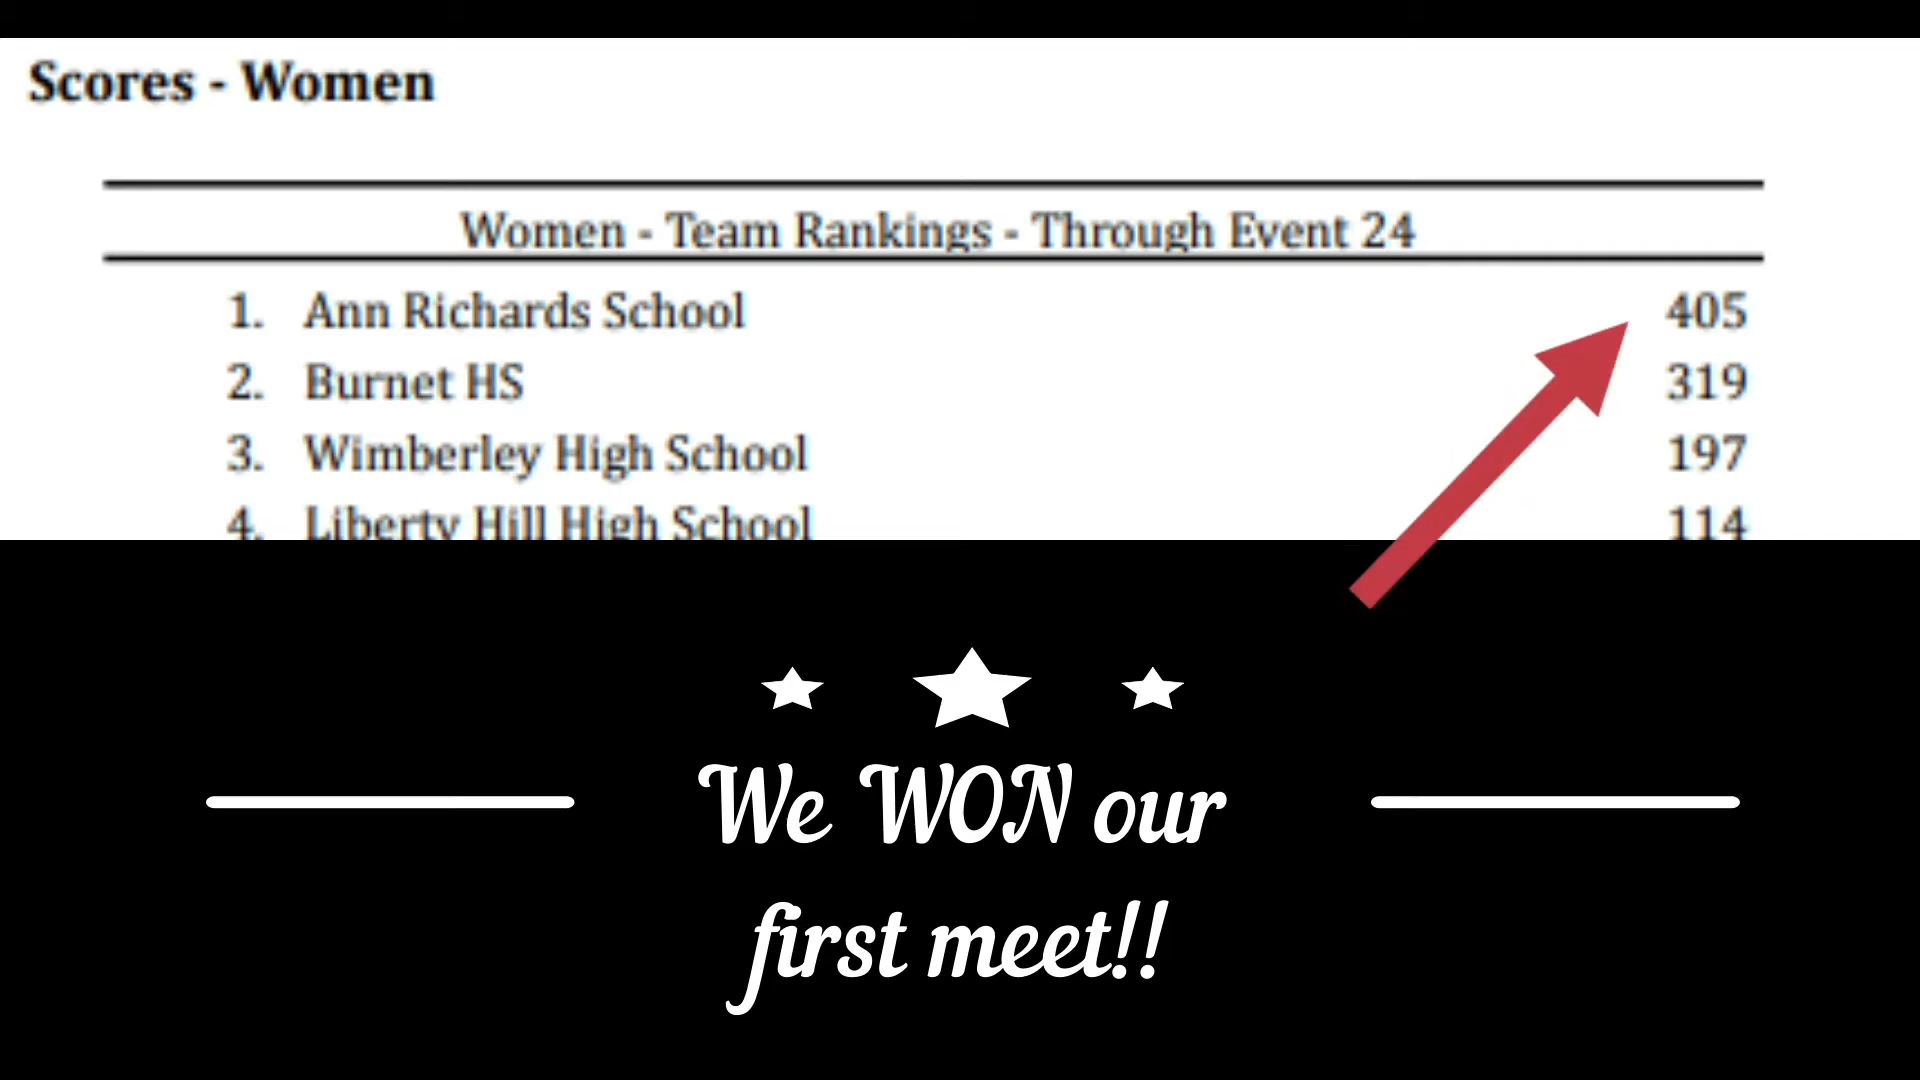 Scores - Women
Women - Team Rankings - Through Event 24
1. Ann Richards School 405
2. Burnet HS 319
3. Wimberley High School 197
4. Liberty Hill High School 114
We WON our
first meet!!